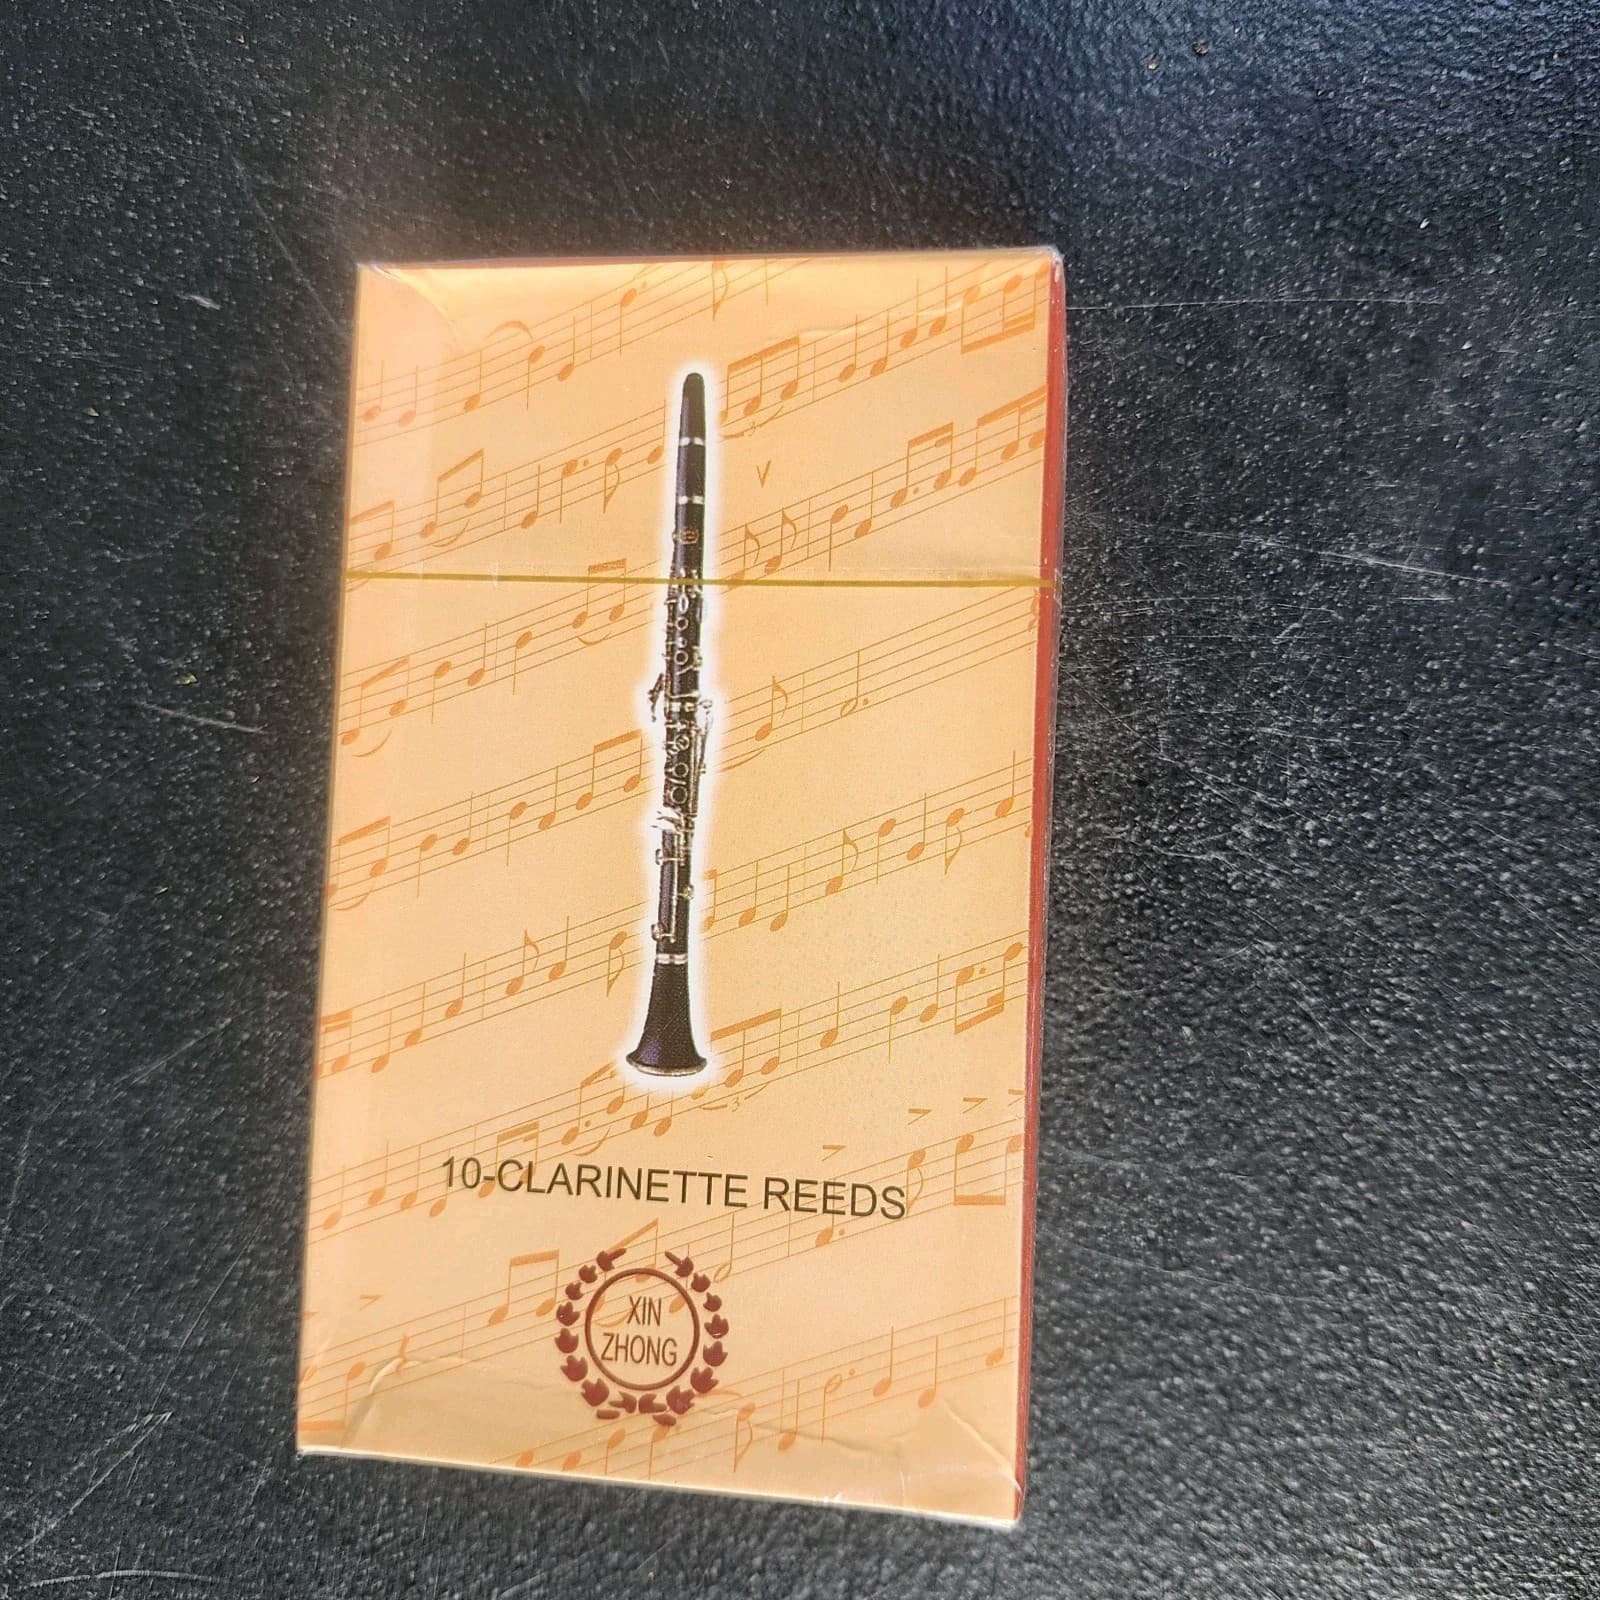 10-CLARINETTE REEDS
XIN
ZHONG